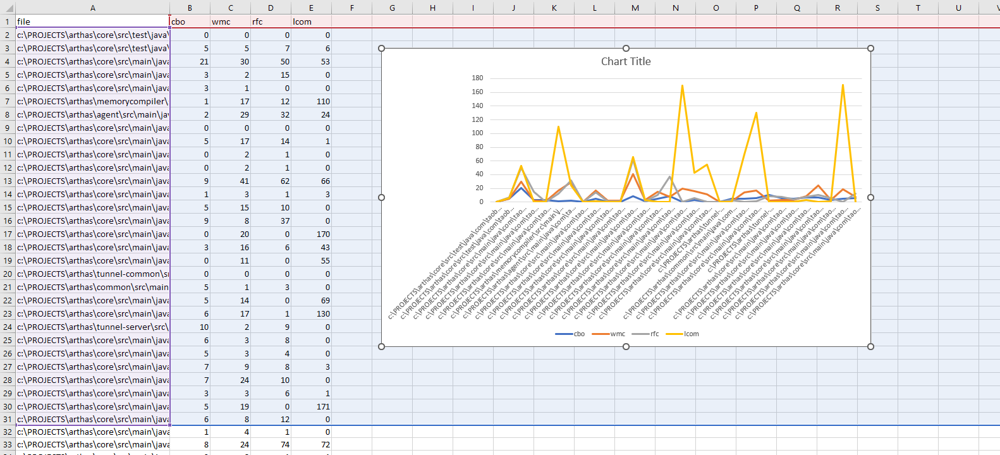 A B C D E F G H I J K L M N O P Q R S T U
1 file cbo wmc rfc lcom
2 c:\PROJECTS\arthas\core\src\test\java\ 0 0 0 0
3 c:\PROJECTS\arthas\core\src\test\java\ 5 5 7 6
4 c:\PROJECTS\arthas\core\src\main\java 21 30 50 53
5 c:\PROJECTS\arthas\core\src\main\java 3 2 15 0
6 c:\PROJECTS\arthas\core\src\main\java 3 1 0 0
7 c:\PROJECTS\arthas\memorycompiler\ 1 17 12 110
8 c:\PROJECTS\arthas\agent\src\main\jav 2 29 32 24
9 c:\PROJECTS\arthas\core\src\main\java 0 0 0 0
10 c:\PROJECTS\arthas\core\src\main\java 5 17 14 1
11 c:\PROJECTS\arthas\core\src\main\java 0 2 1 0
12 c:\PROJECTS\arthas\core\src\main\java 0 2 1 0
13 c:\PROJECTS\arthas\core\src\main\java 9 41 62 66
14 c:\PROJECTS\arthas\core\src\main\java 1 3 1 3
15 c:\PROJECTS\arthas\core\src\main\java 5 15 10 0
16 c:\PROJECTS\arthas\core\src\main\java 9 8 37 0
17 c:\PROJECTS\arthas\core\src\main\java 0 20 0 170
18 c:\PROJECTS\arthas\core\src\main\java 3 16 6 43
19 c:\PROJECTS\arthas\core\src\main\java 0 11 0 55
20 c:\PROJECTS\arthas\tunnel-common\sr 0 0 0 0
21 c:\PROJECTS\arthas\common\src\main 5 1 3 0
22 c:\PROJECTS\arthas\core\src\main\java 5 14 0 69
23 c:\PROJECTS\arthas\core\src\main\java 6 17 1 130
24 c:\PROJECTS\arthas\tunnel-server\src\ 10 2 9 0
25 c:\PROJECTS\arthas\core\src\main\java 6 3 8 0
26 c:\PROJECTS\arthas\core\src\main\java 5 3 4 0
27 c:\PROJECTS\arthas\core\src\main\java 7 9 8 3
28 c:\PROJECTS\arthas\core\src\main\java 7 24 10 0
29 c:\PROJECTS\arthas\core\src\main\java 3 3 6 1
30 c:\PROJECTS\arthas\core\src\main\java 5 19 0 171
31 c:\PROJECTS\arthas\core\src\main\java 6 8 12 0
32 c:\PROJECTS\arthas\core\src\main\java 1 4 1 0
33 c:\PROJECTS\arthas\core\src\main\java 8 24 74 72
Chart Title
180
160
140
120
100
80
60
40
20
0
c:\PROJECTS\arthas\core\src\test\java\com\taob...
c:\PROJECTS\arthas\core\src\test\java\com\taob...
c:\PROJECTS\arthas\core\src\main\java\com\tao...
c:\PROJECTS\arthas\core\src\main\java\com\tao...
c:\PROJECTS\arthas\core\src\main\java\com\tao...
c:\PROJECTS\arthas\memorycompiler\src\main\j...
c:\PROJECTS\arthas\agent\src\main\java\com\ta...
c:\PROJECTS\arthas\core\src\main\java\com\tao...
c:\PROJECTS\arthas\core\src\main\java\com\tao...
c:\PROJECTS\arthas\core\src\main\java\com\tao...
c:\PROJECTS\arthas\core\src\main\java\com\tao...
c:\PROJECTS\arthas\core\src\main\java\com\tao...
c:\PROJECTS\arthas\core\src\main\java\com\tao...
c:\PROJECTS\arthas\core\src\main\java\com\tao...
c:\PROJECTS\arthas\core\src\main\java\com\tao...
c:\PROJECTS\arthas\core\src\main\java\com\tao...
c:\PROJECTS\arthas\core\src\main\java\com\tao...
c:\PROJECTS\arthas\core\src\main\java\com\tao...
c:\PROJECTS\arthas\tunnel-...
c:\PROJECTS\arthas\common\src\main\java\com...
c:\PROJECTS\arthas\core\src\main\java\com\tao...
c:\PROJECTS\arthas\core\src\main\java\com\tao...
c:\PROJECTS\arthas\tunnel-...
c:\PROJECTS\arthas\core\src\main\java\com\tao...
c:\PROJECTS\arthas\core\src\main\java\com\tao...
c:\PROJECTS\arthas\core\src\main\java\com\tao...
c:\PROJECTS\arthas\core\src\main\java\com\tao...
c:\PROJECTS\arthas\core\src\main\java\com\tao...
c:\PROJECTS\arthas\core\src\main\java\com\tao...
c:\PROJECTS\arthas\core\src\main\java\com\tao...
cbo wmc rfc lcom